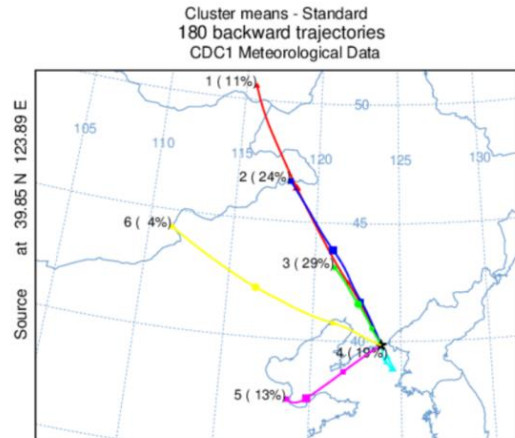 Cluster means - Standard
180 backward trajectories
CDC1 Meteorological Data
Source at 39.85 N 123.89 E
1 ( 11%)
50
105
110
115
120
125
130
2 ( 24%)
6 ( 4%)
45
3 ( 29%)
40
4 ( 19%)
5 ( 13%)